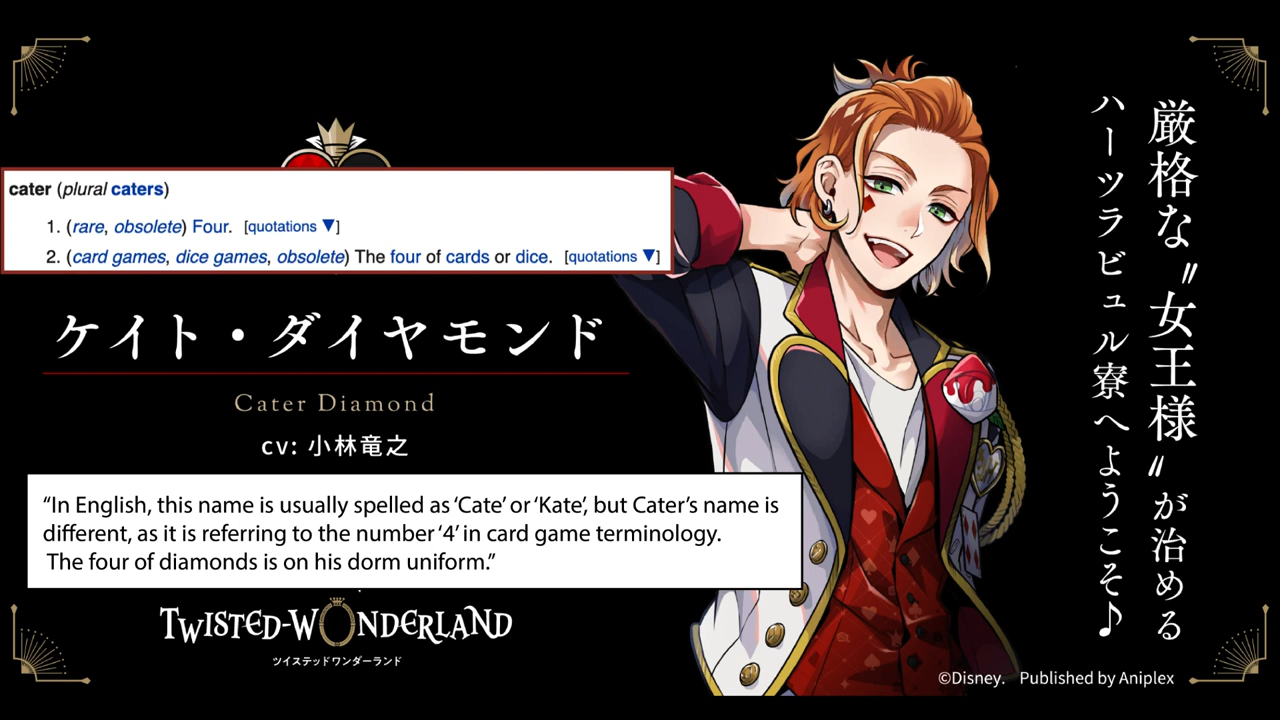 cater (plural caters)
1. (rare, obsolete) Four. [quotations ▼]
2. (card games, dice games, obsolete) The four of cards or dice. [quotations ▼]
ケイト・ダイヤモンド
Cater Diamond
cv: 小林竜之
“In English, this name is usually spelled as ‘Cate’ or ‘Kate’, but Cater’s name is
different, as it is referring to the number ‘4’ in card game terminology.
The four of diamonds is on his dorm uniform.”
TWISTED-WONDERLAND
ツイステッドワンダーランド
厳格な〝女王様〟が治める
ハーツラビュル寮へようこそ♪
©Disney. Published by Aniplex